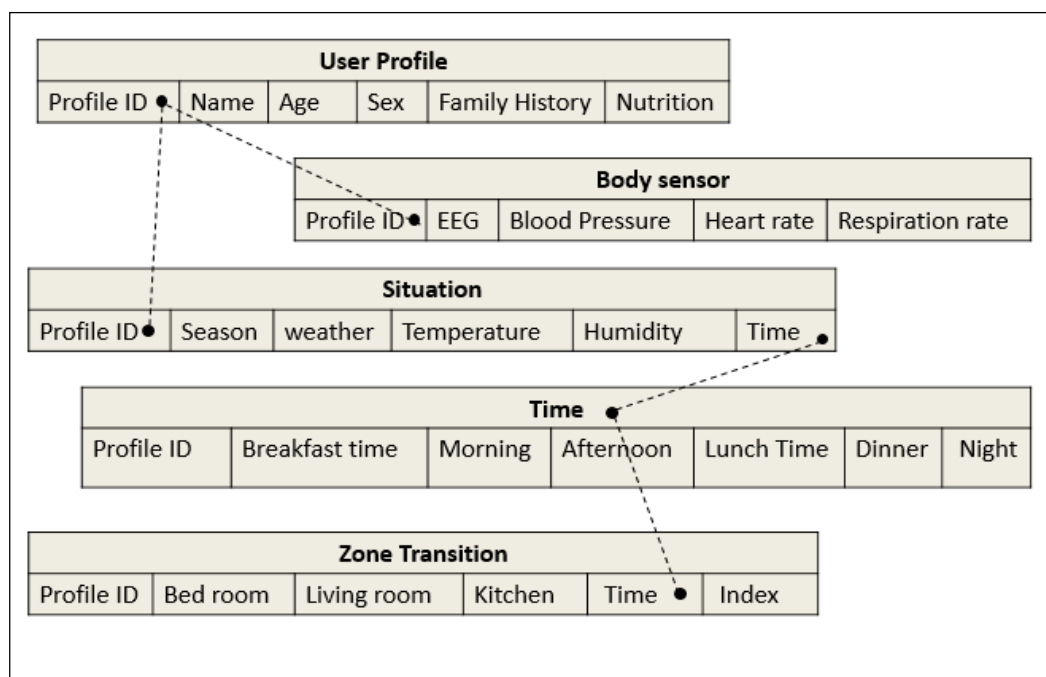 User Profile
Profile ID Name Age Sex Family History Nutrition
Body sensor
Profile ID EEG Blood Pressure Heart rate Respiration rate
Situation
Profile ID Season weather Temperature Humidity Time
Time
Profile ID Breakfast time Morning Afternoon Lunch Time Dinner Night
Zone Transition
Profile ID Bed room Living room Kitchen Time Index